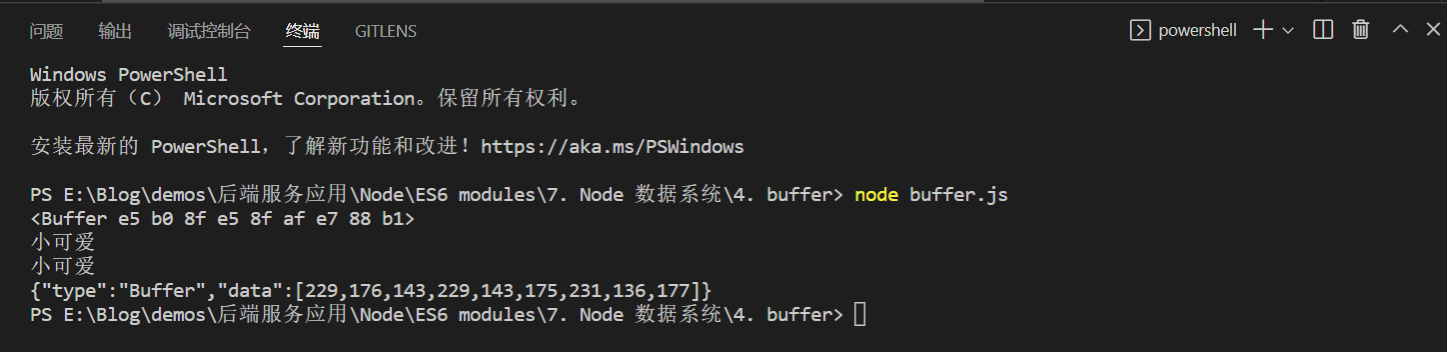 问题 输出 调试控制台 终端 GITLENS powershell
Windows PowerShell
版权所有（C） Microsoft Corporation。保留所有权利。
安装最新的 PowerShell，了解新功能和改进！https://aka.ms/PSWindows
PS E:\Blog\demos\后端服务应用\Node\ES6 modules\7. Node 数据系统\4. buffer> node buffer.js
<Buffer e5 b0 8f e5 8f af e7 88 b1>
小可爱
小可爱
{"type":"Buffer","data":[229,176,143,229,143,175,231,136,177]}
PS E:\Blog\demos\后端服务应用\Node\ES6 modules\7. Node 数据系统\4. buffer>